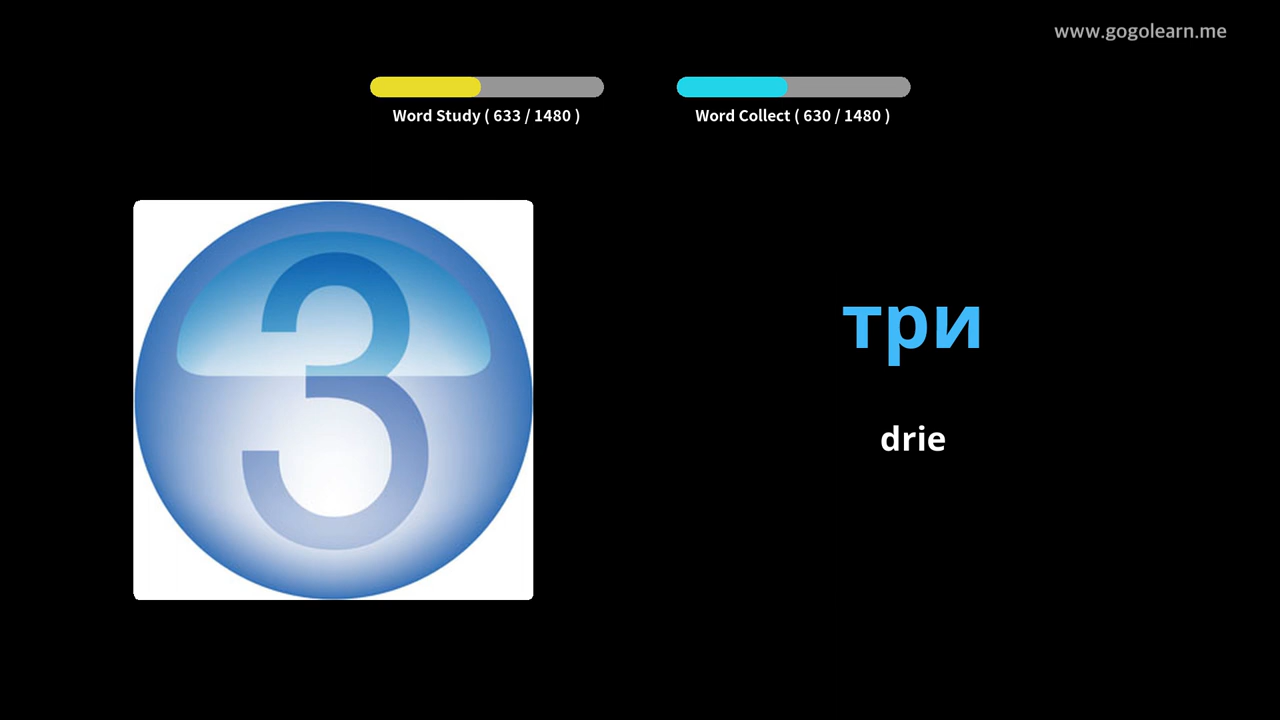 www.gogolearn.me
Word Study ( 633 / 1480 )
Word Collect ( 630 / 1480 )
3
три
drie